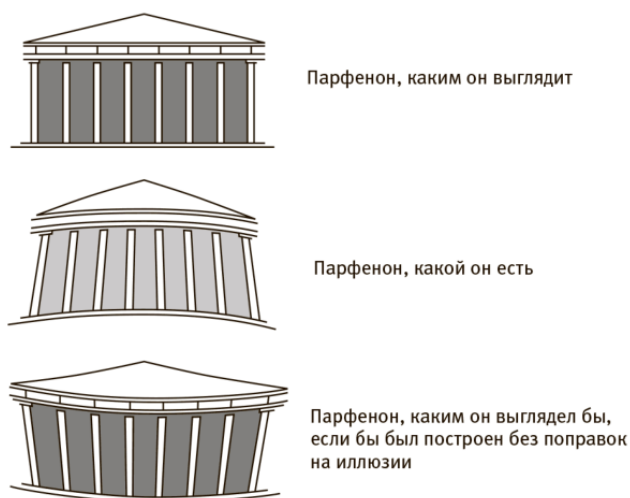 Парфенон, каким он выглядит
Парфенон, какой он есть
Парфенон, каким он выглядел бы,
если бы был построен без поправок
на иллюзии